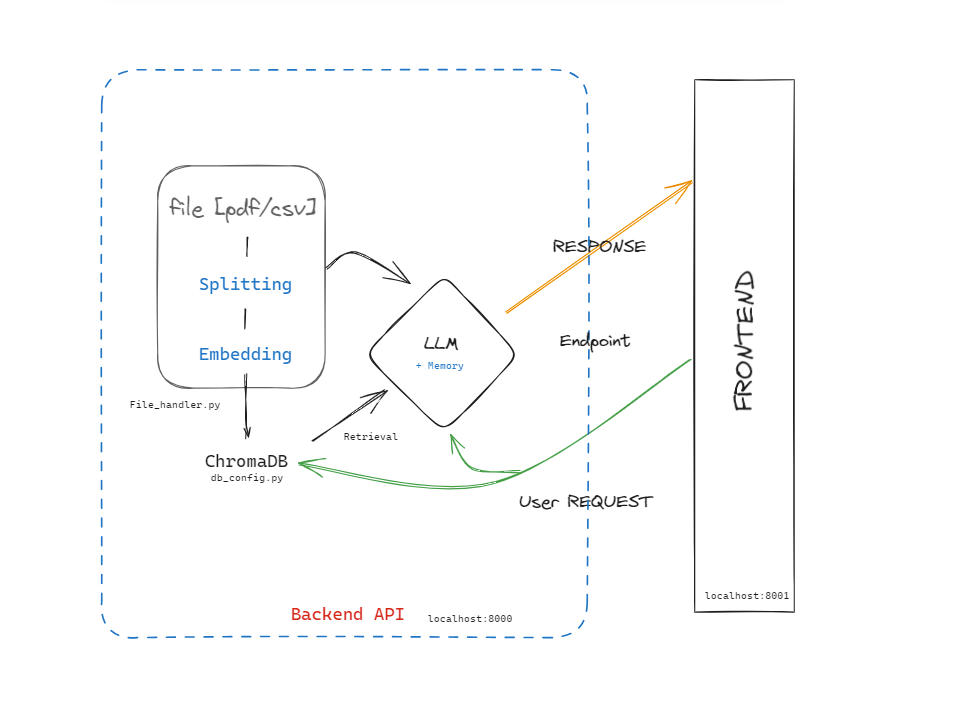 file [pdf/csv]
Splitting
Embedding
File_handler.py
ChromaDB
db_config.py
Retrieval
LLM
+ Memory
RESPONSE
Endpoint
User REQUEST
Backend API
localhost:8000
FRONTEND
localhost:8001